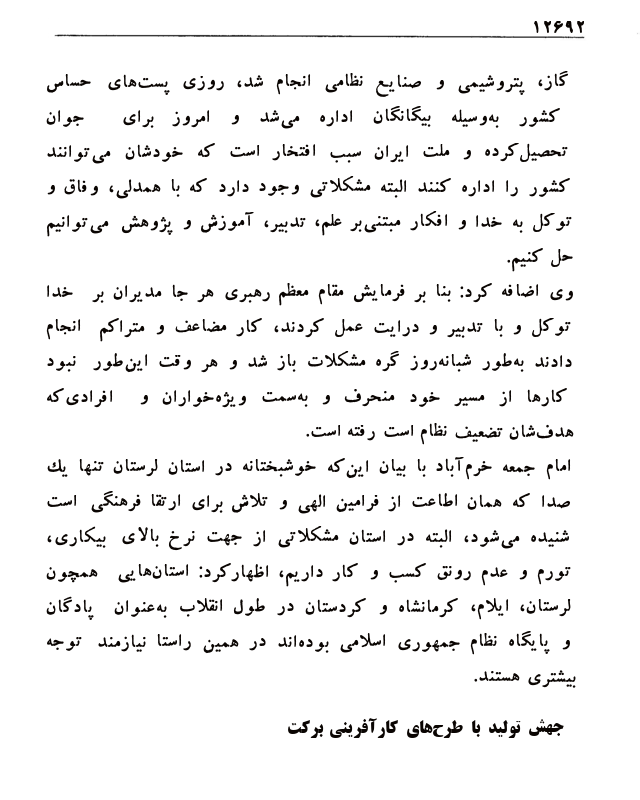 ۱۲۶۹۲
گاز، پتروشیمی و صنایع نظامی انجام شد، روزی پست‌های حساس
کشور به‌وسیله بیگانگان اداره می‌شد و امروز برای جوان
تحصیل‌کرده و ملت ایران سبب افتخار است که خودشان می‌توانند
کشور را اداره کنند البته مشکلاتی وجود دارد که با همدلی، وفاق و
توکل به خدا و افکار مبتنی‌بر علم، تدبیر، آموزش و پژوهش می‌توانیم
حل کنیم.
وی اضافه کرد: بنا بر فرمایش مقام معظم رهبری هر جا مدیران بر خدا
توکل و با تدبیر و درایت عمل کردند، کار مضاعف و متراکم انجام
دادند به‌طور شبانه‌روز گره مشکلات باز شد و هر وقت این‌طور نبود
کارها از مسیر خود منحرف و به‌سمت ویژه‌خواران و افرادی‌که
هدف‌شان تضعیف نظام است رفته است.
امام جمعه خرم‌آباد با بیان این‌که خوشبختانه در استان لرستان تنها یك
صدا که همان اطاعت از فرامین الهی و تلاش برای ارتقا فرهنگی است
شنیده می‌شود، البته در استان مشکلاتی از جهت نرخ بالای بیکاری،
تورم و عدم رونق کسب و کار داریم، اظهارکرد: استان‌هایی همچون
لرستان، ایلام، کرمانشاه و کردستان در طول انقلاب به‌عنوان پادگان
و پایگاه نظام جمهوری اسلامی بوده‌اند در همین راستا نیازمند توجه
بیشتری هستند.
جهش تولید با طرح‌های کارآفرینی برکت